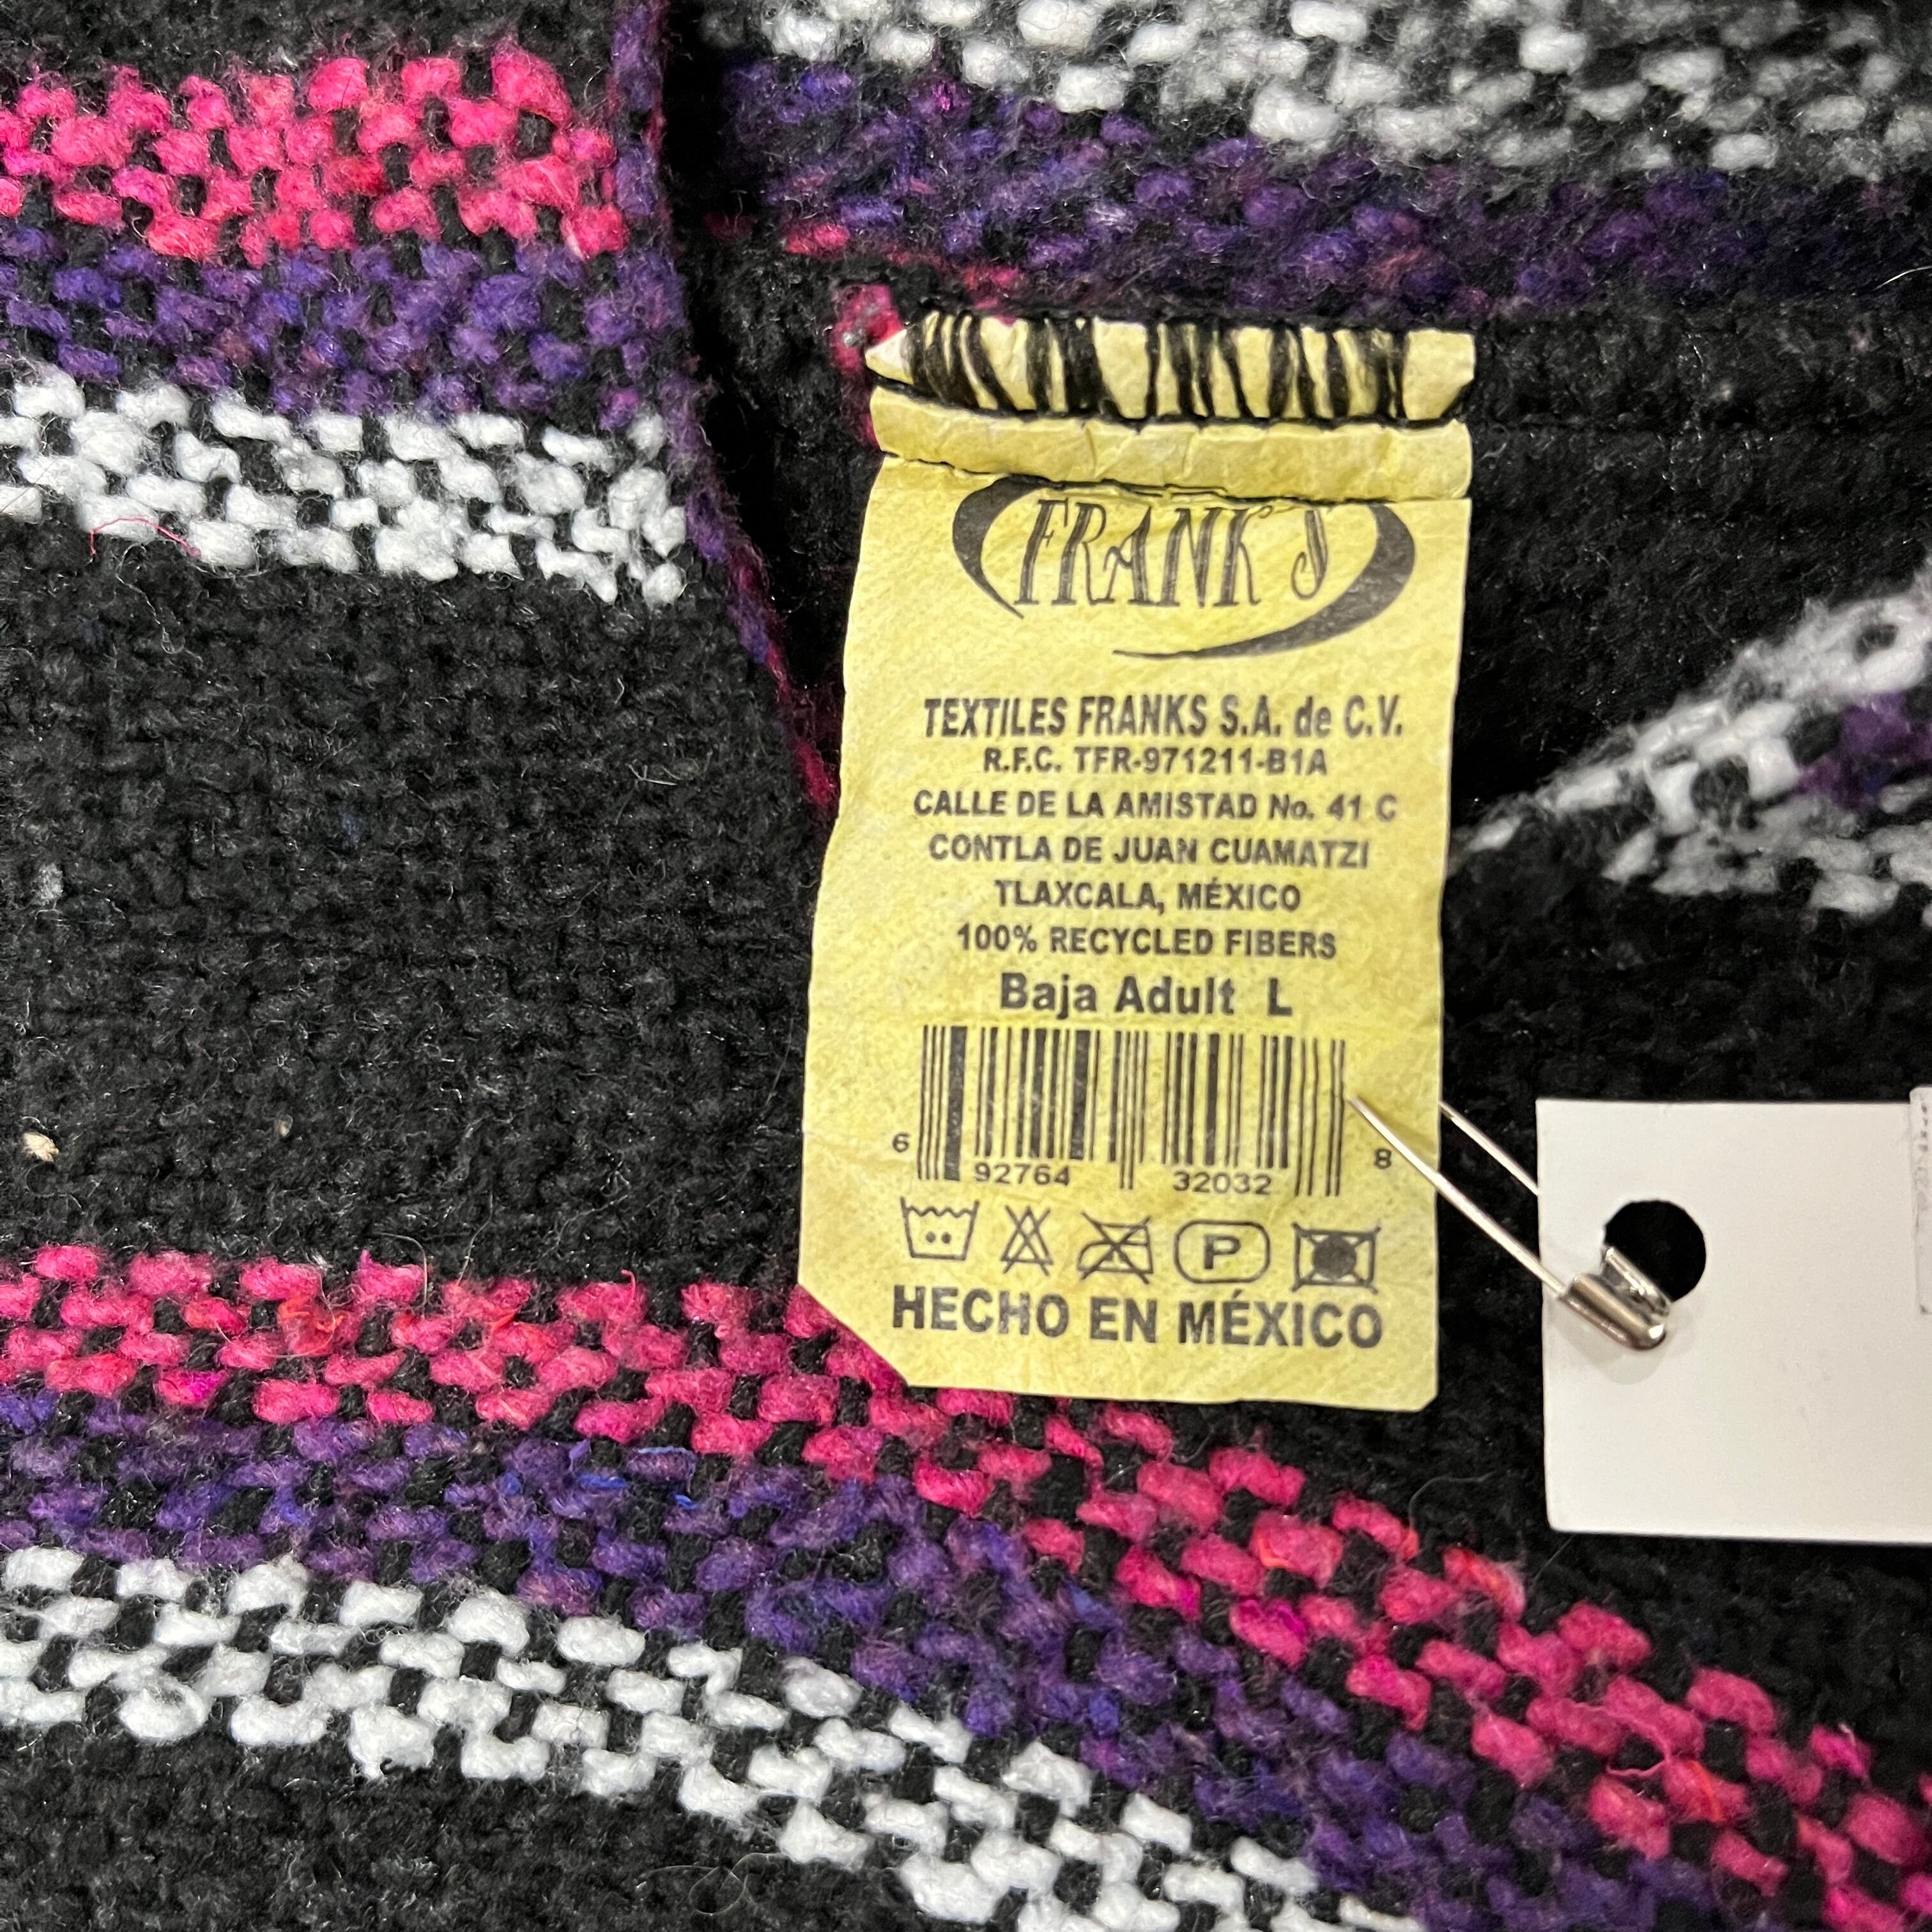 FRANK'S
TEXTILES FRANKS S.A. de C.V.
R.F.C. TFR-971211-B1A
CALLE DE LA AMISTAD No. 41 C
CONTLA DE JUAN CUAMATZI
TLAXCALA, MÉXICO
100% RECYCLED FIBERS
Baja Adult L
6 92764 32032 8
P
HECHO EN MÉXICO